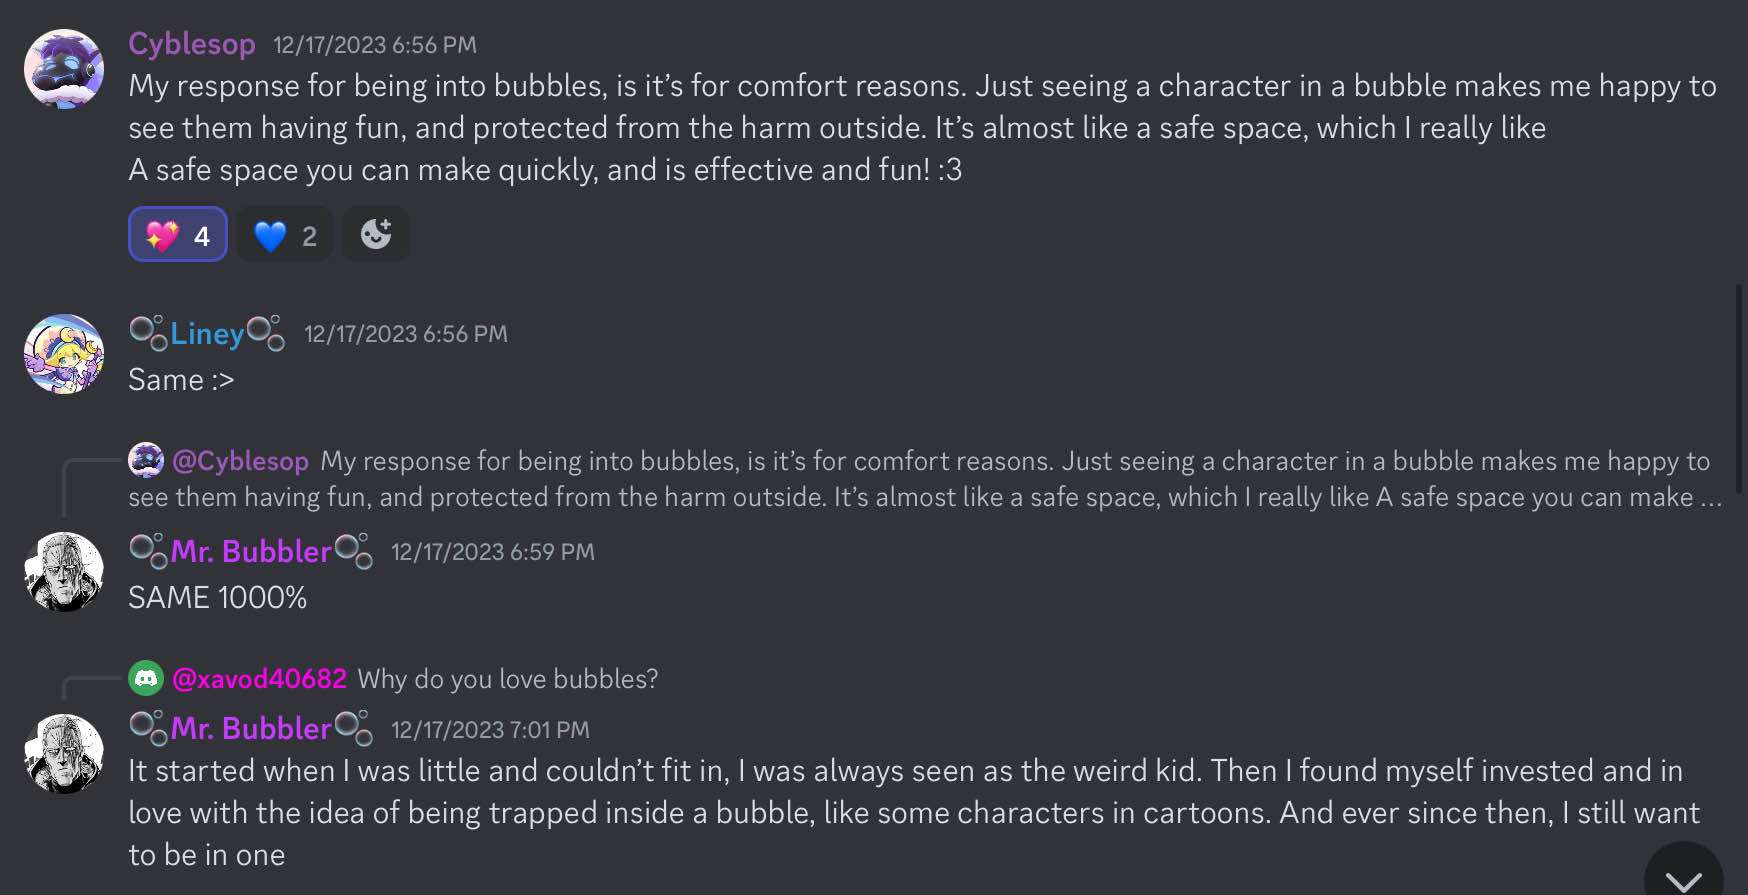 Cyblesop 12/17/2023 6:56 PM
My response for being into bubbles, is it’s for comfort reasons. Just seeing a character in a bubble makes me happy to
see them having fun, and protected from the harm outside. It’s almost like a safe space, which I really like
A safe space you can make quickly, and is effective and fun! :3
💖 4 💙 2
🫧Liney🫧 12/17/2023 6:56 PM
Same :>
@Cyblesop My response for being into bubbles, is it’s for comfort reasons. Just seeing a character in a bubble makes me happy to
see them having fun, and protected from the harm outside. It’s almost like a safe space, which I really like A safe space you can make ...
🫧Mr. Bubbler🫧 12/17/2023 6:59 PM
SAME 1000%
@xavod40682 Why do you love bubbles?
🫧Mr. Bubbler🫧 12/17/2023 7:01 PM
It started when I was little and couldn’t fit in, I was always seen as the weird kid. Then I found myself invested and in
love with the idea of being trapped inside a bubble, like some characters in cartoons. And ever since then, I still want
to be in one